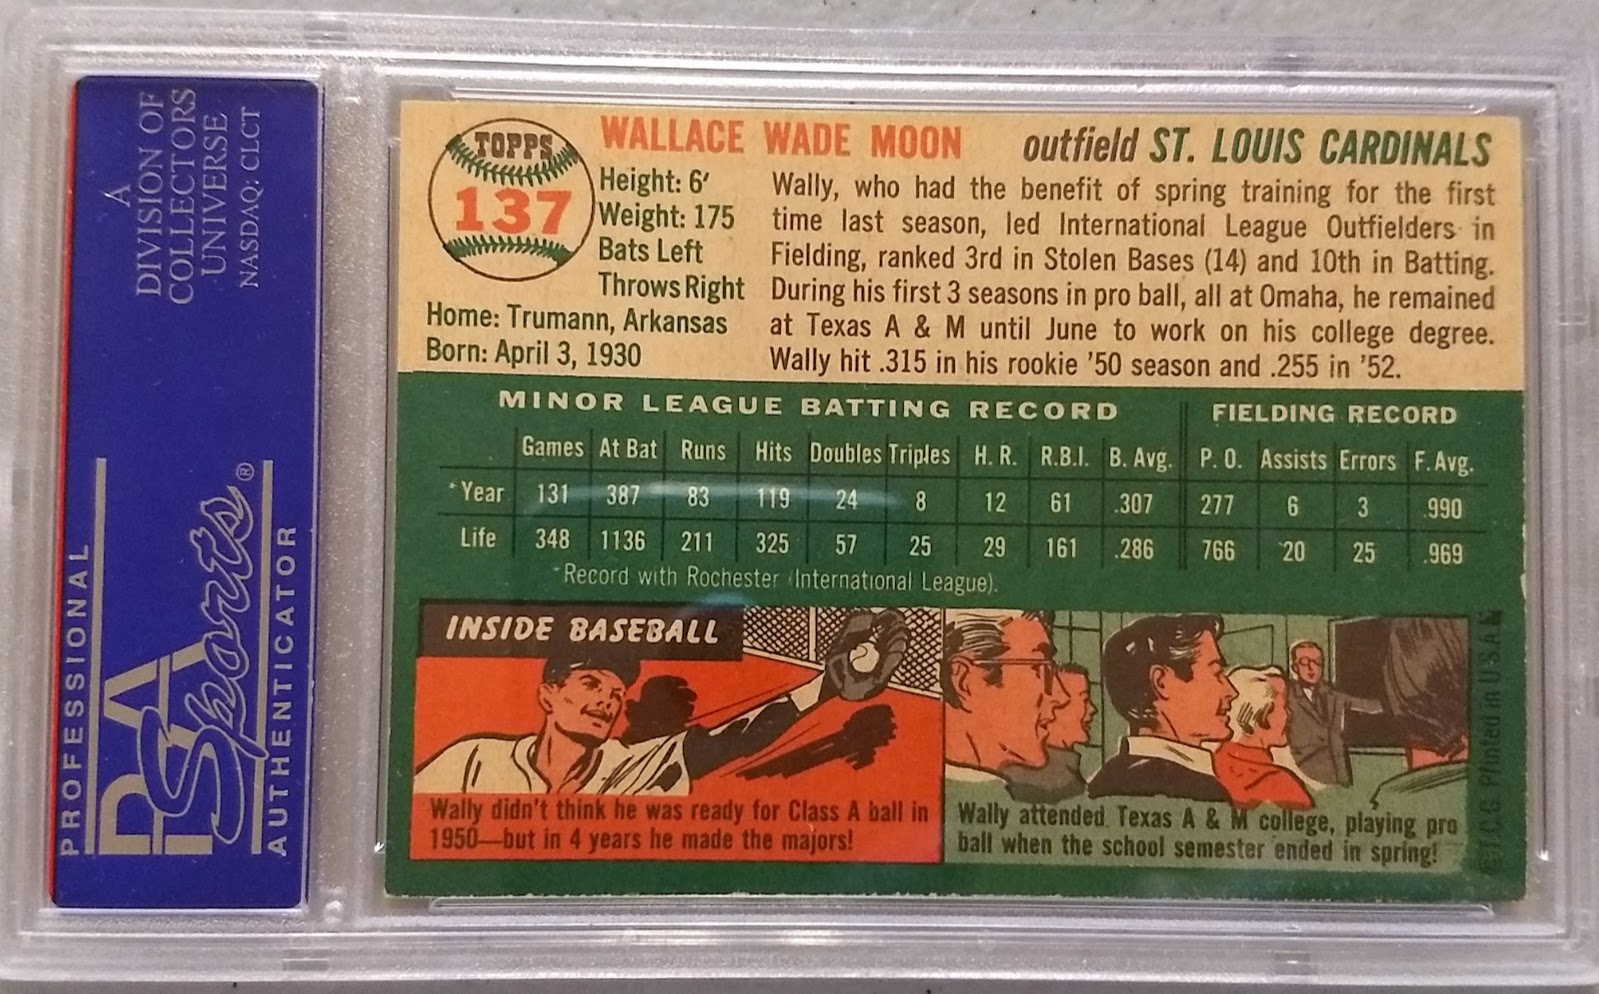 A
DIVISION OF
COLLECTORS
UNIVERSE
NASDAQ: CLCT
PROFESSIONAL
PSA
Sports®
AUTHENTICATOR
TOPPS
137
WALLACE WADE MOON
outfield ST. LOUIS CARDINALS
Height: 6'
Weight: 175
Bats Left
Throws Right
Home: Trumann, Arkansas
Born: April 3, 1930
Wally, who had the benefit of spring training for the first
time last season, led International League Outfielders in
Fielding, ranked 3rd in Stolen Bases (14) and 10th in Batting.
During his first 3 seasons in pro ball, all at Omaha, he remained
at Texas A & M until June to work on his college degree.
Wally hit .315 in his rookie '50 season and .255 in '52.
MINOR LEAGUE BATTING RECORD FIELDING RECORD
Games At Bat Runs Hits Doubles Triples H. R. R.B.I. B. Avg. P. O. Assists Errors F. Avg.
*Year 131 387 83 119 24 8 12 61 .307 277 6 3 .990
Life 348 1136 211 325 57 25 29 161 .286 766 20 25 .969
*Record with Rochester (International League).
INSIDE BASEBALL
Wally didn't think he was ready for Class A ball in
1950—but in 4 years he made the majors!
Wally attended Texas A & M college, playing pro
ball when the school semester ended in spring!
© T.C.G. Printed in U.S.A.